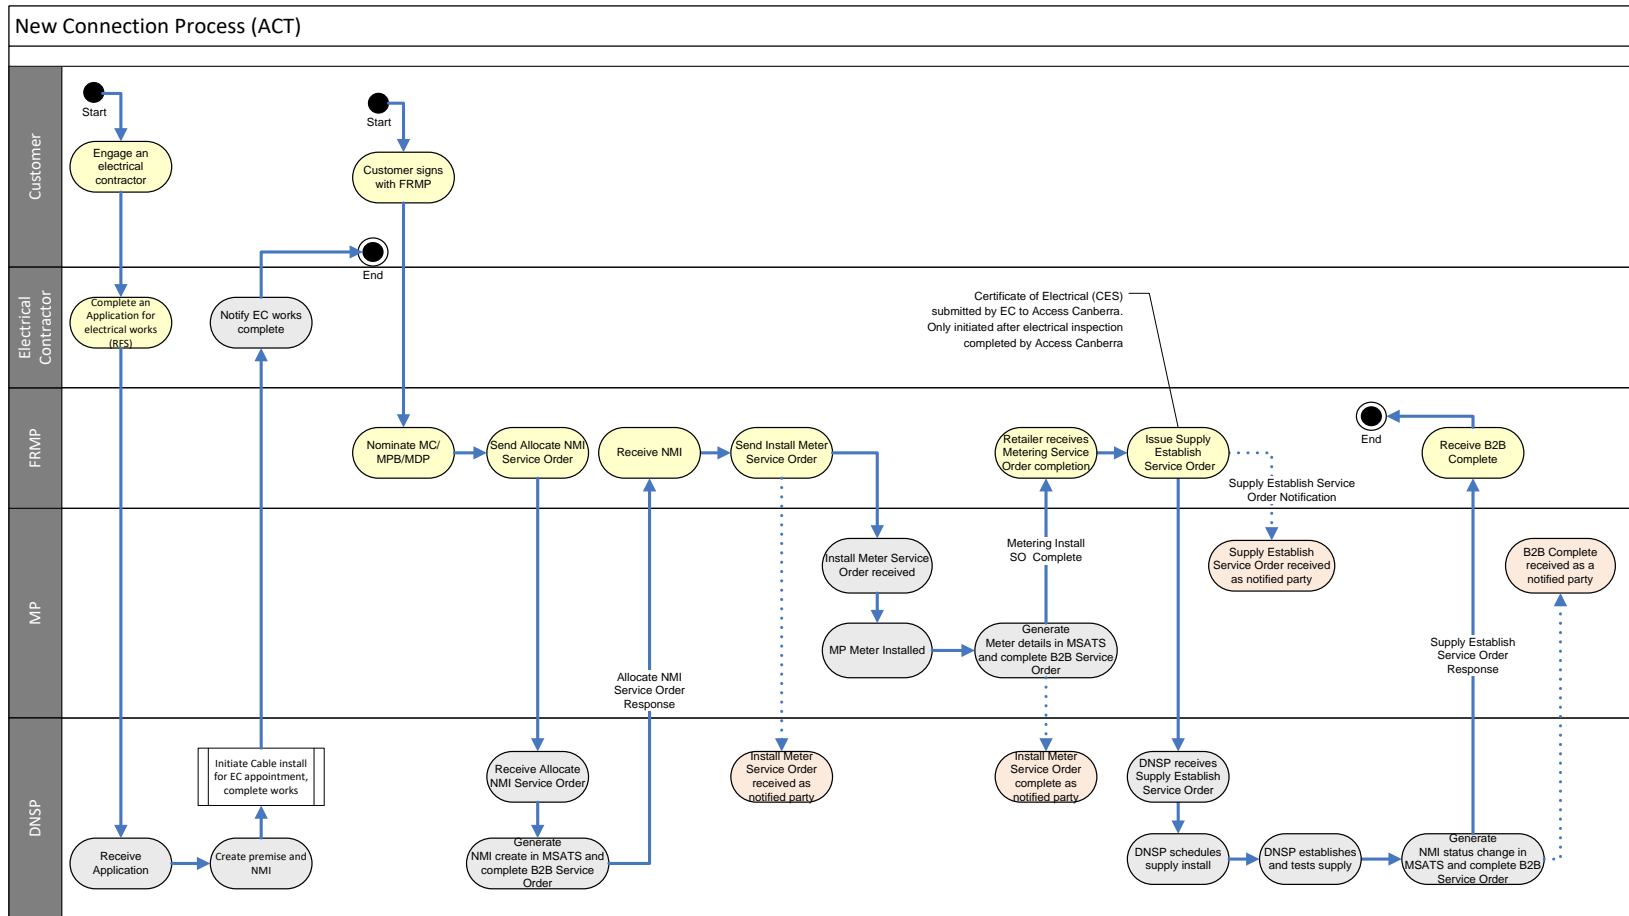 New Connection Process (ACT)
Customer
Start
Engage an
electrical
contractor
Start
Customer signs
with FRMP
End
Electrical
Contractor
Complete an
Application for
electrical works
(RFS)
Notify EC works
complete
Certificate of Electrical (CES)
submitted by EC to Access Canberra.
Only initiated after electrical inspection
completed by Access Canberra
FRMP
Nominate MC/
MPB/MDP
Send Allocate NMI
Service Order
Receive NMI
Send Install Meter
Service Order
Retailer receives
Metering Service
Order completion
Issue Supply
Establish
Service Order
Supply Establish Service
Order Notification
End
Receive B2B
Complete
MP
Allocate NMI
Service Order
Response
Install Meter Service
Order received
MP Meter Installed
Metering Install
SO  Complete
Generate
Meter details in MSATS
and complete B2B Service
Order
Supply Establish
Service Order received
as notified party
Supply Establish
Service Order
Response
B2B Complete
received as a
notified party
DNSP
Receive
Application
Create premise and
NMI
Initiate Cable install
for EC appointment,
complete works
Receive Allocate
NMI Service Order
Generate
NMI create in MSATS and
complete B2B Service
Order
Install Meter
Service Order
received as
notified party
Install Meter
Service Order
complete as
notified party
DNSP receives
Supply Establish
Service Order
DNSP schedules
supply install
DNSP establishes
and tests supply
Generate
NMI status change in
MSATS and complete B2B
Service Order